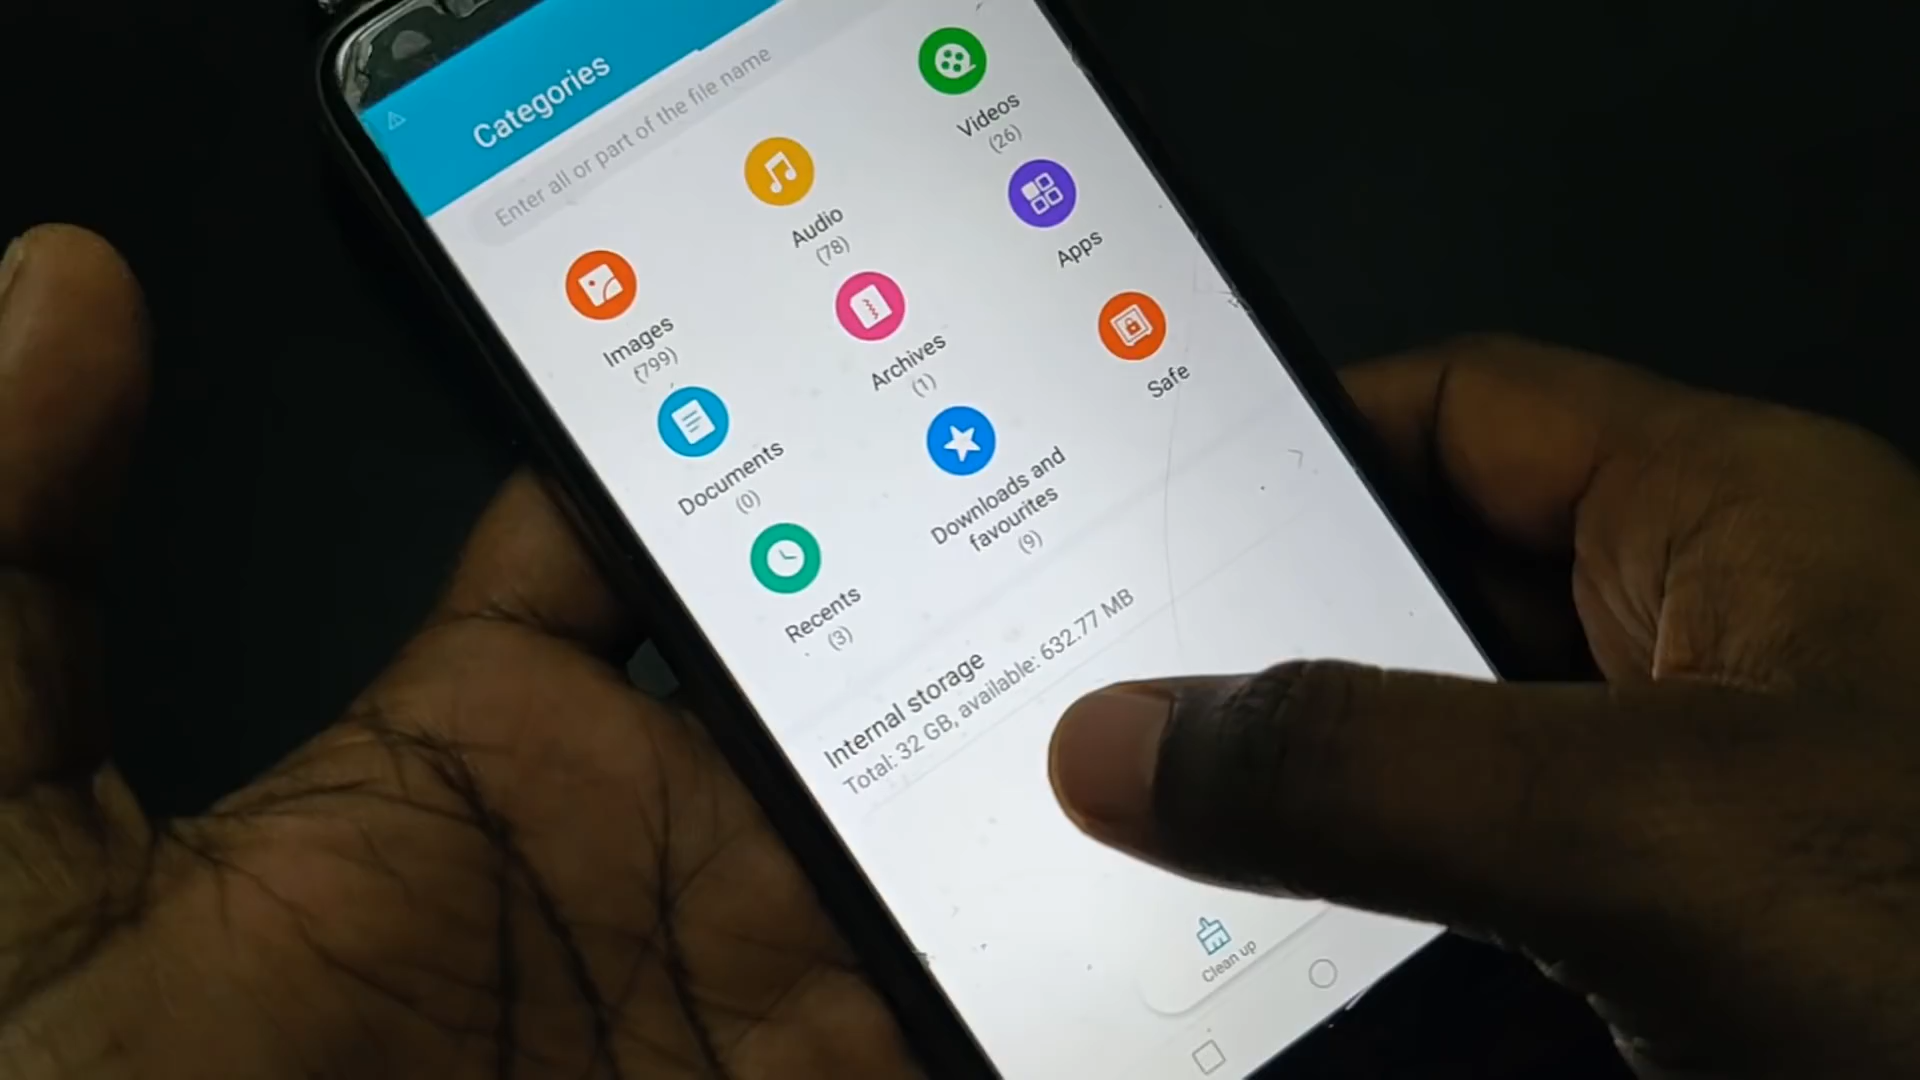 Categories
Enter all or part of the file name
Images
(799)
Audio
(78)
Videos
(26)
Documents
(0)
Archives
(1)
Apps
Recents
(3)
Downloads and
favourites
(9)
Safe
Internal storage
Total: 32 GB, available: 632.77 MB
Clean up